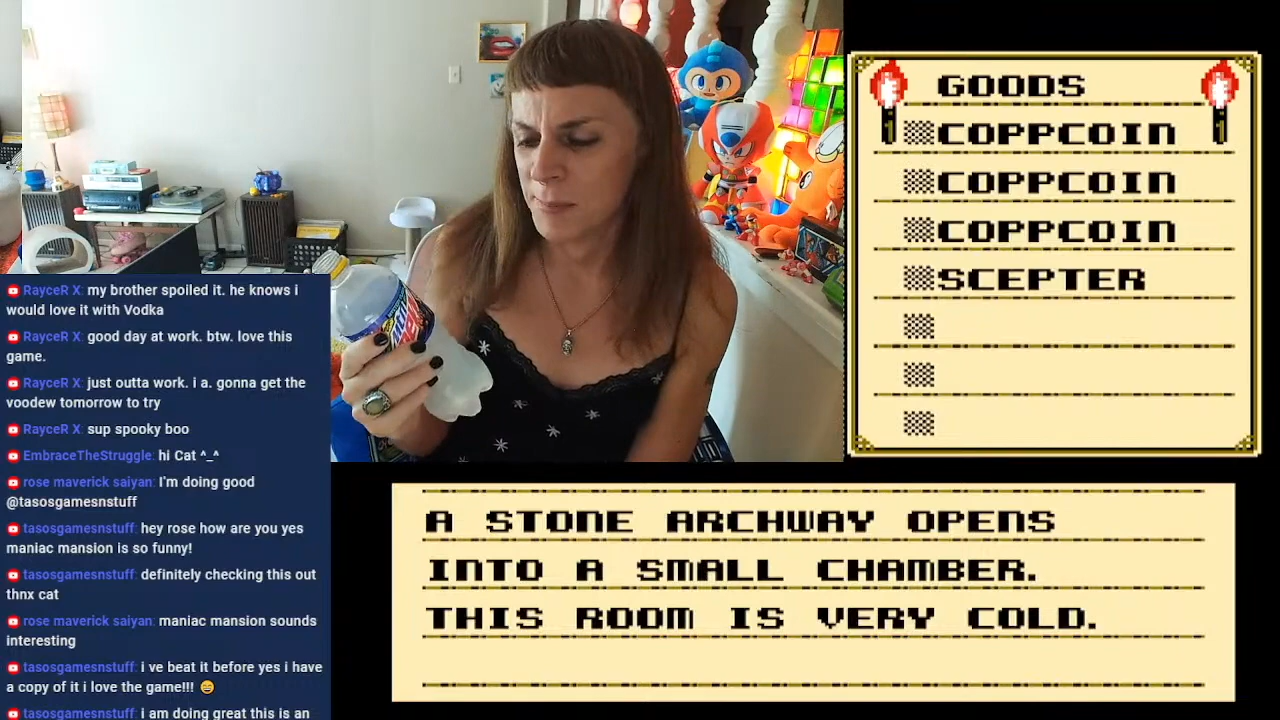 RayceR X: my brother spoiled it. he knows i
would love it with Vodka
RayceR X: good day at work. btw. love this
game.
RayceR X: just outta work. i a. gonna get the
voodew tomorrow to try
RayceR X: sup spooky boo
EmbraceTheStruggle: hi Cat ^_^
rose maverick saiyan: I'm doing good
@tasosgamesnstuff
tasosgamesnstuff: hey rose how are you yes
maniac mansion is so funny!
tasosgamesnstuff: definitely checking this out
thnx cat
rose maverick saiyan: maniac mansion sounds
interesting
tasosgamesnstuff: i ve beat it before yes i have
a copy of it i love the game!!! 😄
tasosgamesnstuff: i am doing great this is an
GOODS
1 1
COPPCOIN
COPPCOIN
COPPCOIN
SCEPTER
A STONE ARCHWAY OPENS
INTO A SMALL CHAMBER.
THIS ROOM IS VERY COLD.